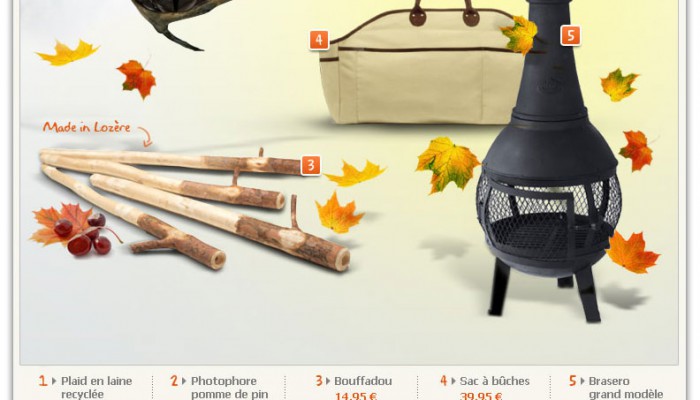 4
5
Made in Lozère
3
1 Plaid en laine
recyclée
2 Photophore
pomme de pin
3 Bouffadou
14,95 €
4 Sac à bûches
39,95 €
5 Brasero
grand modèle